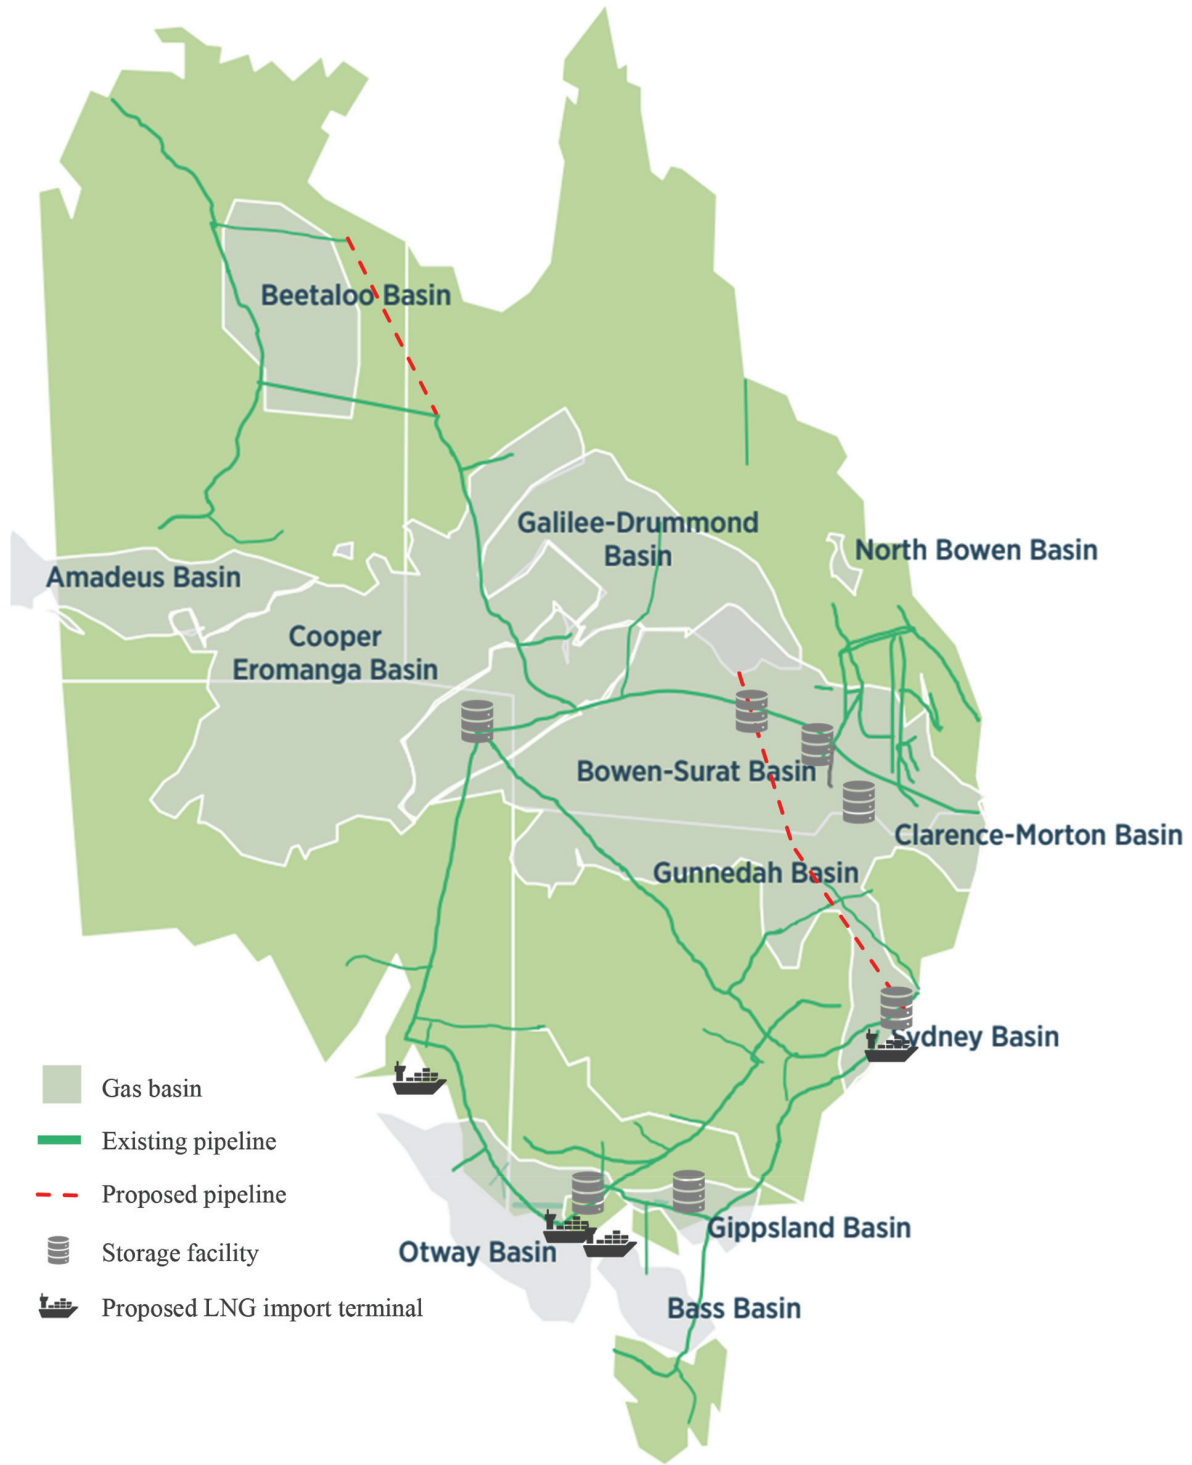 Beetaloo Basin
Galilee-Drummond
Basin
North Bowen Basin
Amadeus Basin
Cooper
Eromanga Basin
Bowen-Surat Basin
Clarence-Morton Basin
Gunnedah Basin
Sydney Basin
Gas basin
Existing pipeline
Proposed pipeline
Storage facility
Proposed LNG import terminal
Gippsland Basin
Otway Basin
Bass Basin